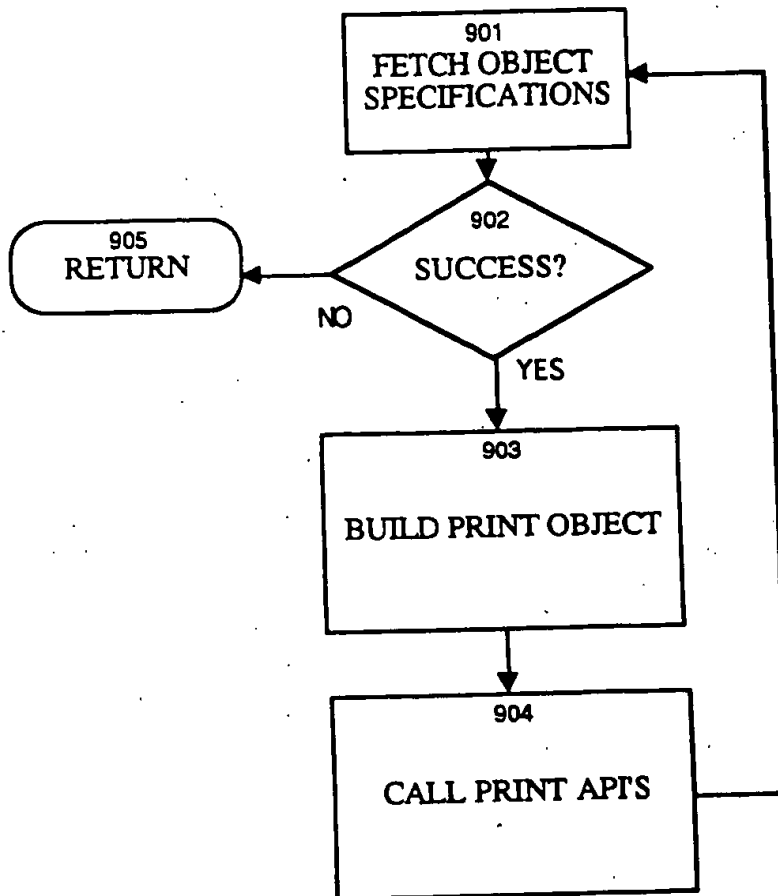 901
FETCH OBJECT
SPECIFICATIONS
902
SUCCESS?
905
RETURN
NO
YES
903
BUILD PRINT OBJECT
904
CALL PRINT API'S